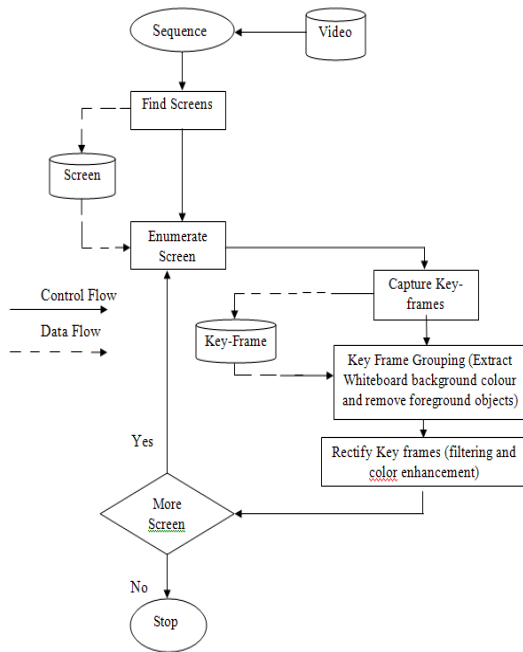 Sequence
Video
Find Screens
Screen
Enumerate
Screen
Capture Key-
frames
Control Flow
Data Flow
Key-Frame
Key Frame Grouping (Extract
Whiteboard background colour
and remove foreground objects)
Rectify Key frames (filtering and
color enhancement)
Yes
More
Screen
No
Stop